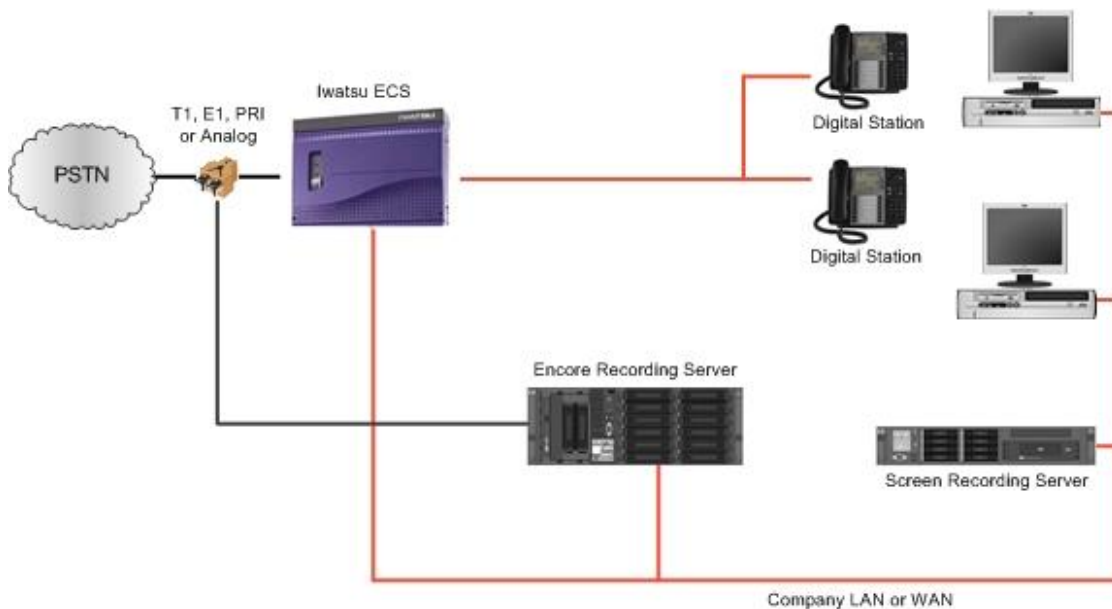 Iwatsu ECS
T1, E1, PRI
or Analog
PSTN
Digital Station
Digital Station
Encore Recording Server
Screen Recording Server
Company LAN or WAN